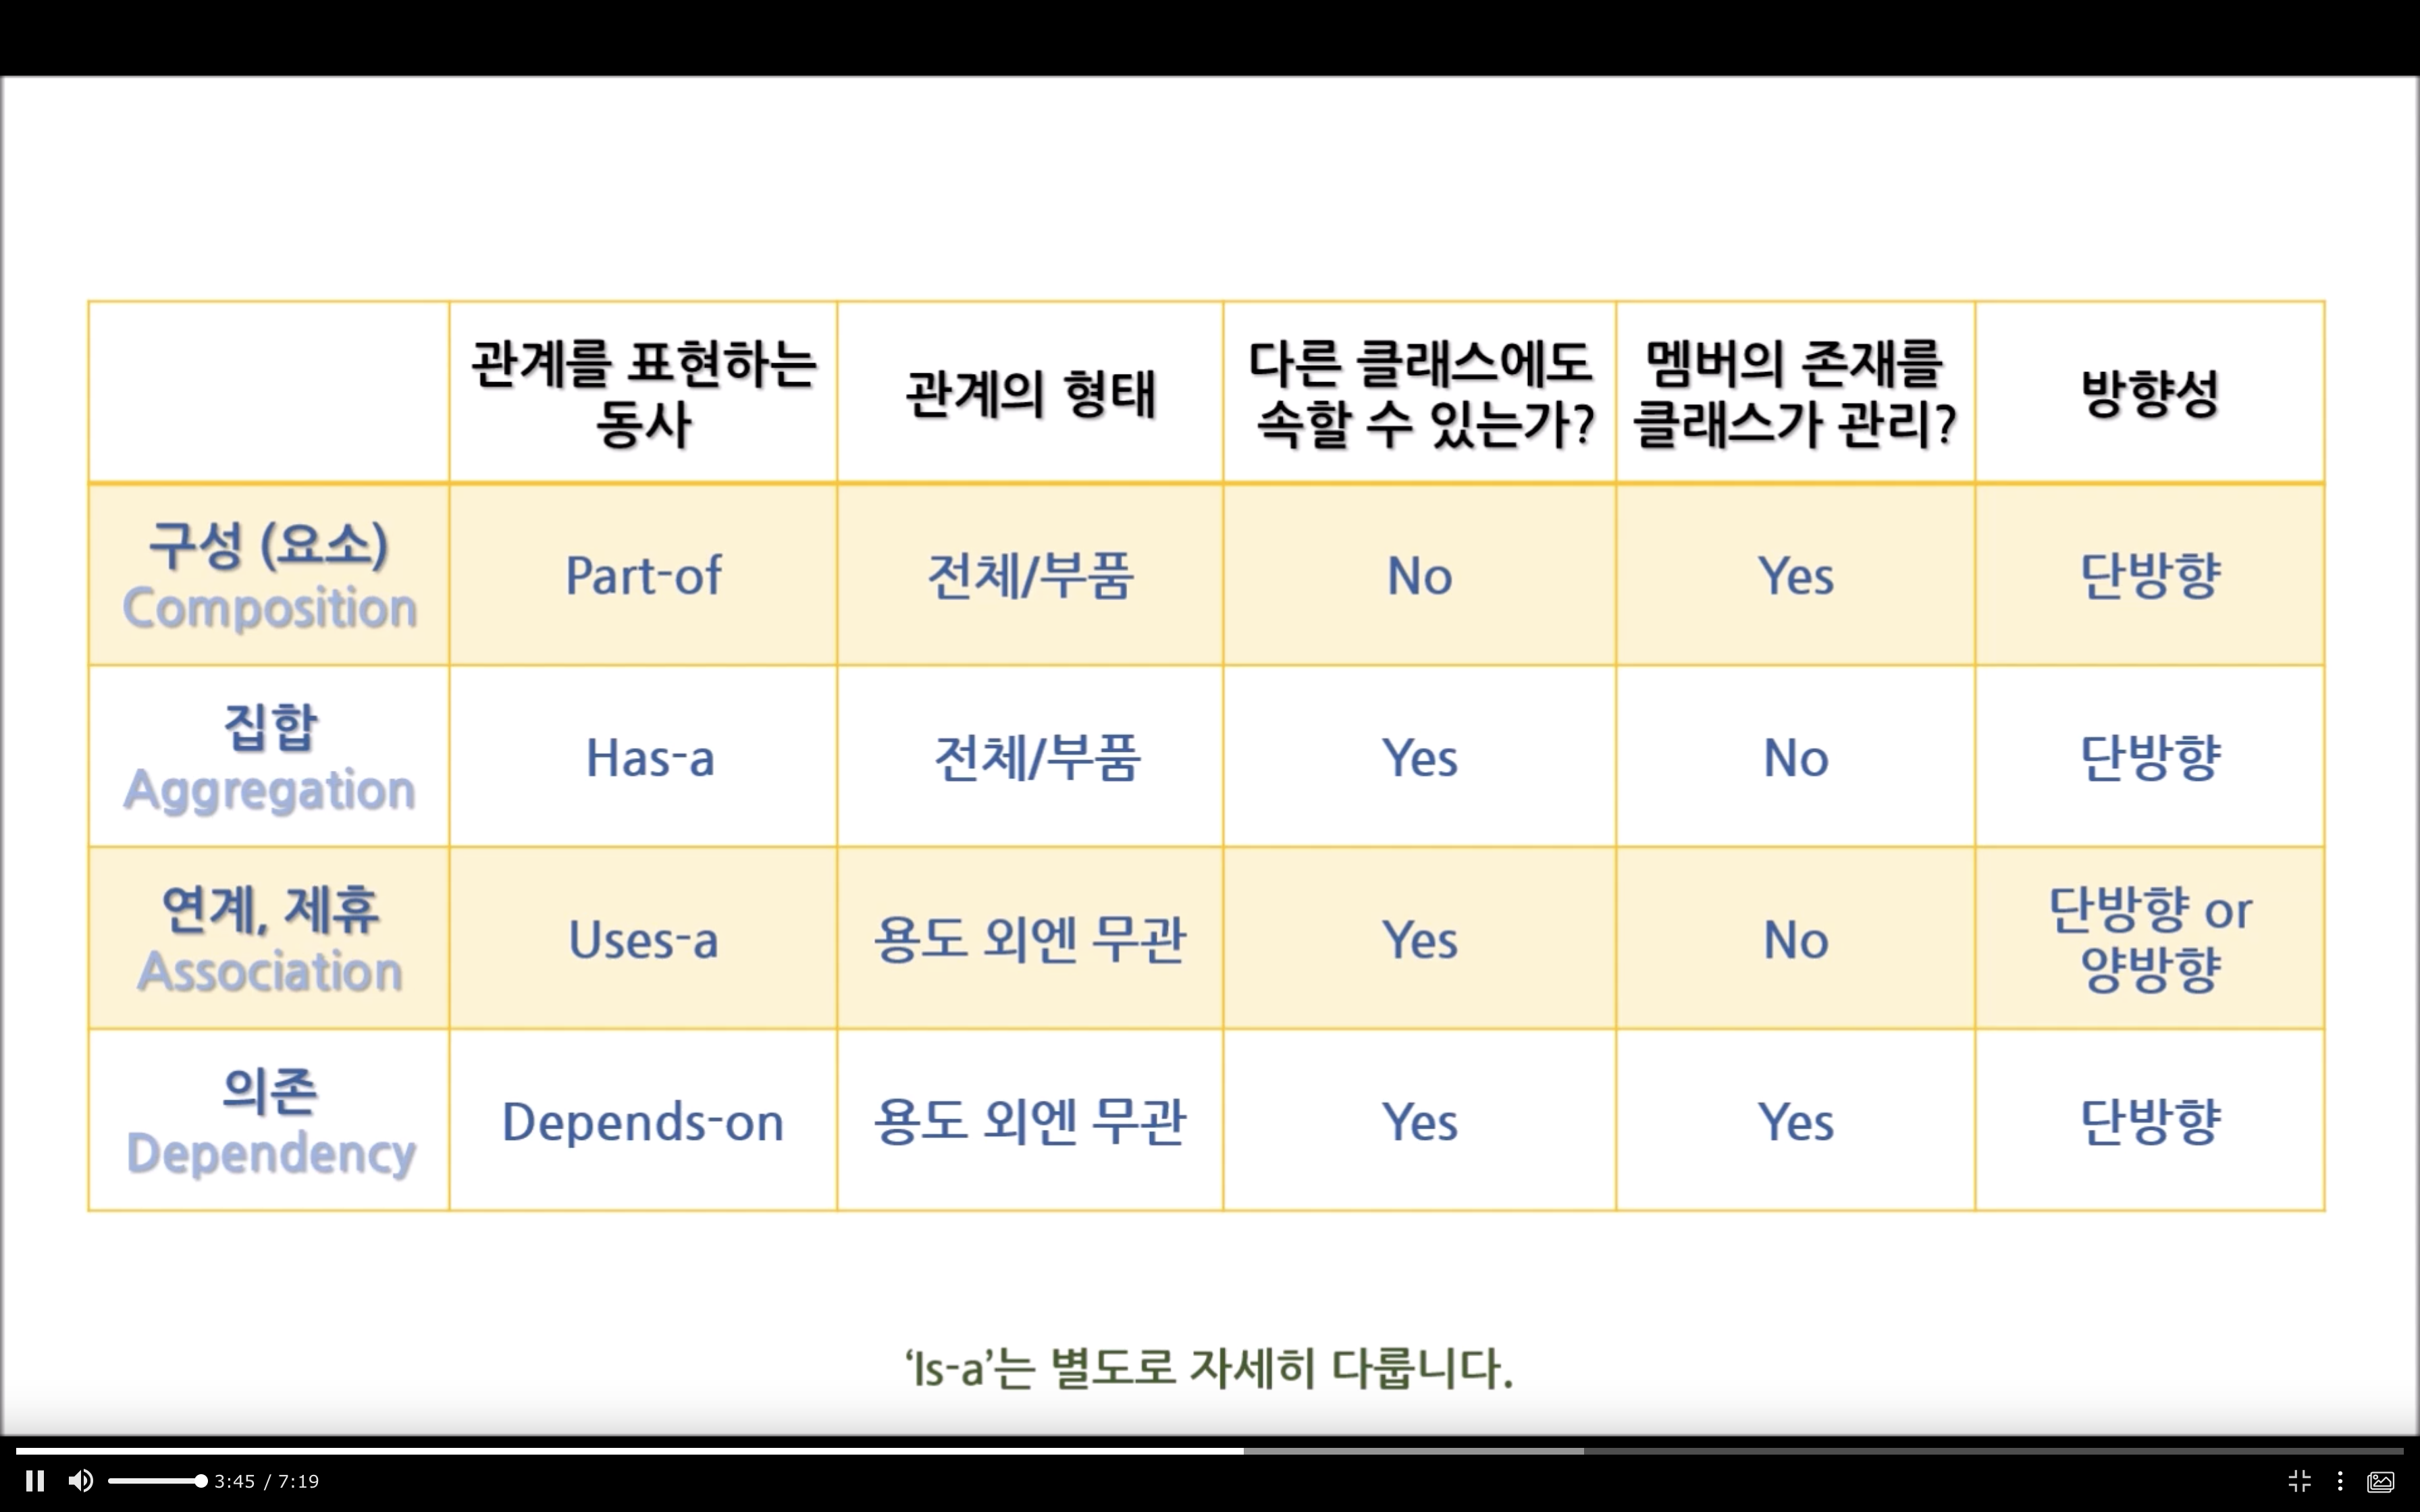 관계를 표현하는
동사
관계의 형태
다른 클래스에도
속할 수 있는가?
멤버의 존재를
클래스가 관리?
방향성
구성 (요소)
Composition
Part-of
전체/부품
No
Yes
단방향
집합
Aggregation
Has-a
전체/부품
Yes
No
단방향
연계, 제휴
Association
Uses-a
용도 외엔 무관
Yes
No
단방향 or
양방향
의존
Dependency
Depends-on
용도 외엔 무관
Yes
Yes
단방향
‘Is-a’는 별도로 자세히 다룹니다.
3:45 / 7:19